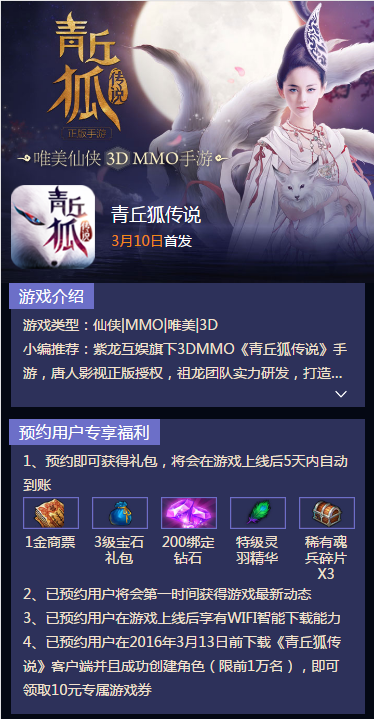 青丘狐
传说
正版手游
唯美仙侠 3D MMO手游
青丘狐传说
青丘狐传说
3月10日首发
游戏介绍
游戏类型：仙侠|MMO|唯美|3D
小编推荐：紫龙互娱旗下3DMMO《青丘狐传说》手
游，唐人影视正版授权，祖龙团队实力研发，打造...
预约用户专享福利
1、预约即可获得礼包，将会在游戏上线后5天内自动
到账
1金商票
3级宝石
礼包
200绑定
钻石
特级灵
羽精华
稀有魂
兵碎片
X3
2、已预约用户将会第一时间获得游戏最新动态
3、已预约用户在游戏上线后享有WIFI智能下载能力
4、已预约用户在2016年3月13日前下载《青丘狐传
说》客户端并且成功创建角色（限前1万名），即可
领取10元专属游戏券